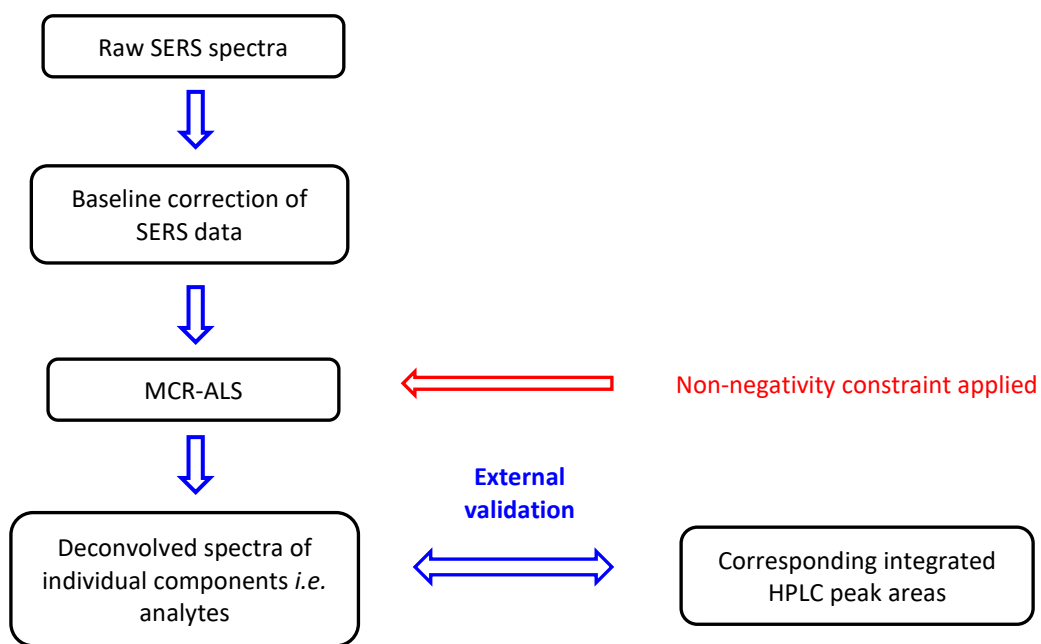 Raw SERS spectra
Baseline correction of
SERS data
MCR-ALS
Non-negativity constraint applied
External
validation
Deconvolved spectra of
individual components i.e.
analytes
Corresponding integrated
HPLC peak areas